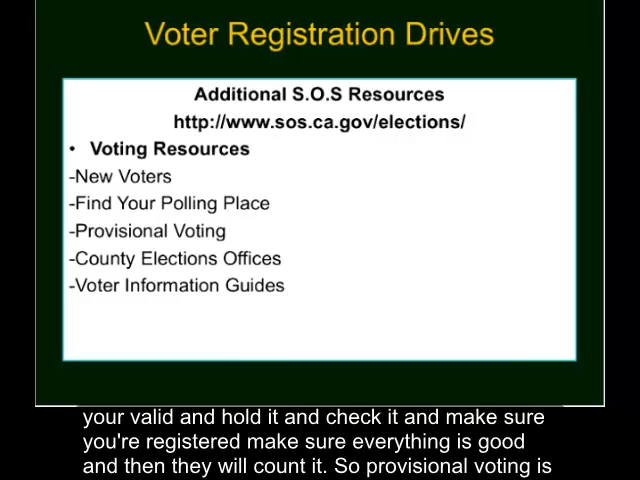 Voter Registration Drives
Additional S.O.S Resources
http://www.sos.ca.gov/elections/
• Voting Resources
-New Voters
-Find Your Polling Place
-Provisional Voting
-County Elections Offices
-Voter Information Guides
your valid and hold it and check it and make sure
you're registered make sure everything is good
and then they will count it. So provisional voting is